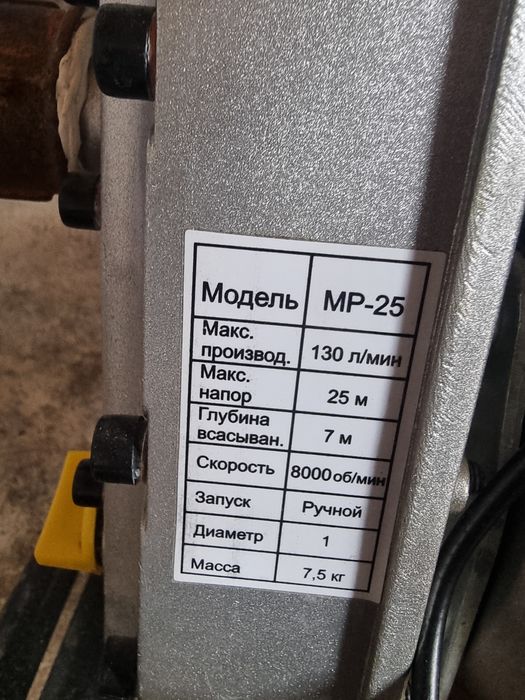 Модель МР-25
Макс.
производ. 130 л/мин
Макс.
напор 25 м
Глубина
всасыван. 7 м
Скорость 8000 об/мин
Запуск Ручной
Диаметр 1
Масса 7,5 кг